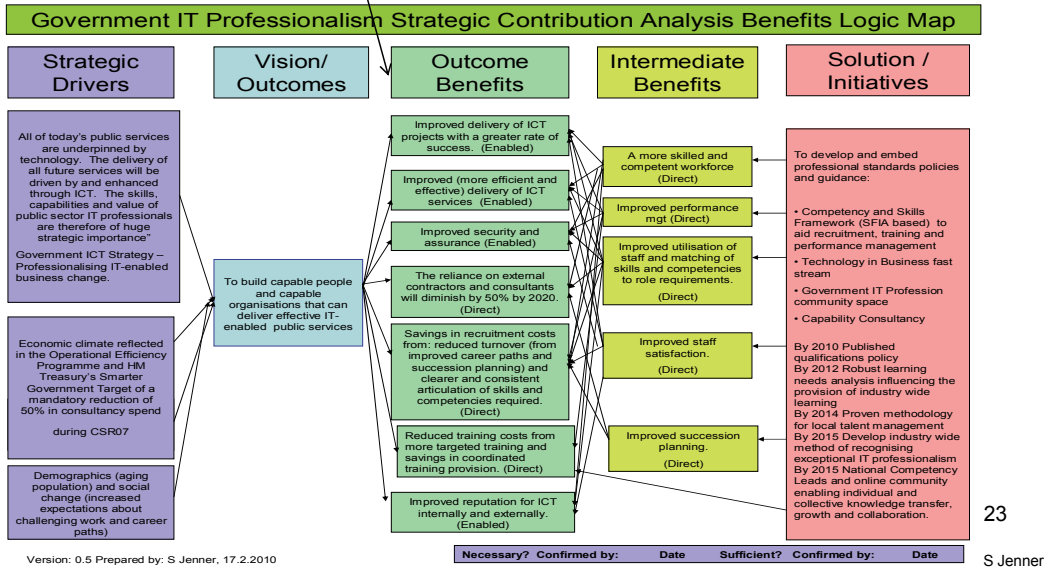 Government IT Professionalism Strategic Contribution Analysis Benefits Logic Map
Strategic
Drivers
Vision/
Outcomes
Outcome
Benefits
Intermediate
Benefits
Solution /
Initiatives
All of today's public services
are underpinned by
technology. The delivery of
all future services will be
driven by and enhanced
through ICT. The skills,
capabilities and value of
public sector IT professionals
are therefore of huge
strategic importance"
Government ICT Strategy –
Professionalising IT-enabled
business change.
Economic climate reflected
in the Operational Efficiency
Programme and HM
Treasury's Smarter
Government Target of a
mandatory reduction of
50% in consultancy spend
during CSR07
Demographics (aging
population) and social
change (increased
expectations about
challenging work and career
paths)
To build capable people
and capable
organisations that can
deliver effective IT-
enabled public services
Improved delivery of ICT
projects with a greater rate of
success. (Enabled)
Improved (more efficient and
effective) delivery of ICT
services (Enabled)
Improved security and
assurance (Enabled)
The reliance on external
contractors and consultants
will diminish by 50% by 2020.
(Direct)
Savings in recruitment costs
from: reduced turnover (from
improved career paths and
succession planning) and
clearer and consistent
articulation of skills and
competencies required.
(Direct)
Reduced training costs from
more targeted training and
savings in coordinated
training provision. (Direct)
Improved reputation for ICT
internally and externally.
(Enabled)
A more skilled and
competent workforce
(Direct)
Improved performance
mgt (Direct)
Improved utilisation of
staff and matching of
skills and competencies
to role requirements.
(Direct)
Improved staff
satisfaction.
(Direct)
Improved succession
planning.
(Direct)
To develop and embed
professional standards policies
and guidance:
• Competency and Skills
Framework (SFIA based) to
aid recruitment, training and
performance management
• Technology in Business fast
stream
• Government IT Profession
community space
• Capability Consultancy
By 2010 Published
qualifications policy
By 2012 Robust learning
needs analysis influencing the
provision of industry wide
learning
By 2014 Proven methodology
for local talent management
By 2015 Develop industry wide
method of recognising
exceptional IT professionalism
By 2015 National Competency
Leads and online community
enabling individual and
collective knowledge transfer,
growth and collaboration.
23
Version: 0.5 Prepared by: S Jenner, 17.2.2010
Necessary? Confirmed by: Date Sufficient? Confirmed by: Date
S Jenner